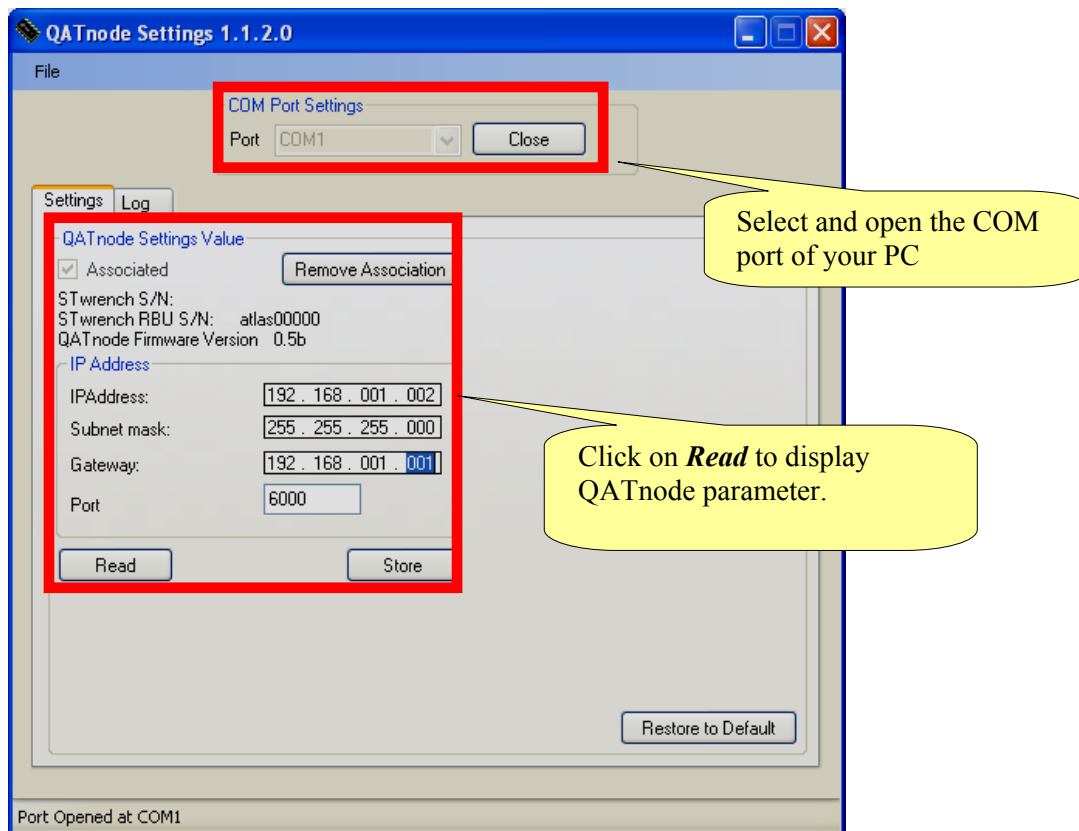 QATnode Settings 1.1.2.0
File
COM Port Settings
Port COM1 Close
Select and open the COM
port of your PC
Settings Log
QATnode Settings Value
Associated Remove Association
STwrench S/N:
STwrench RBU S/N: atlas00000
QATnode Firmware Version 0.5b
IP Address
IPAddress: 192 . 168 . 001 . 002
Subnet mask: 255 . 255 . 255 . 000
Gateway: 192 . 168 . 001 . 001
Port 6000
Click on Read to display
QATnode parameter.
Read Store
Restore to Default
Port Opened at COM1